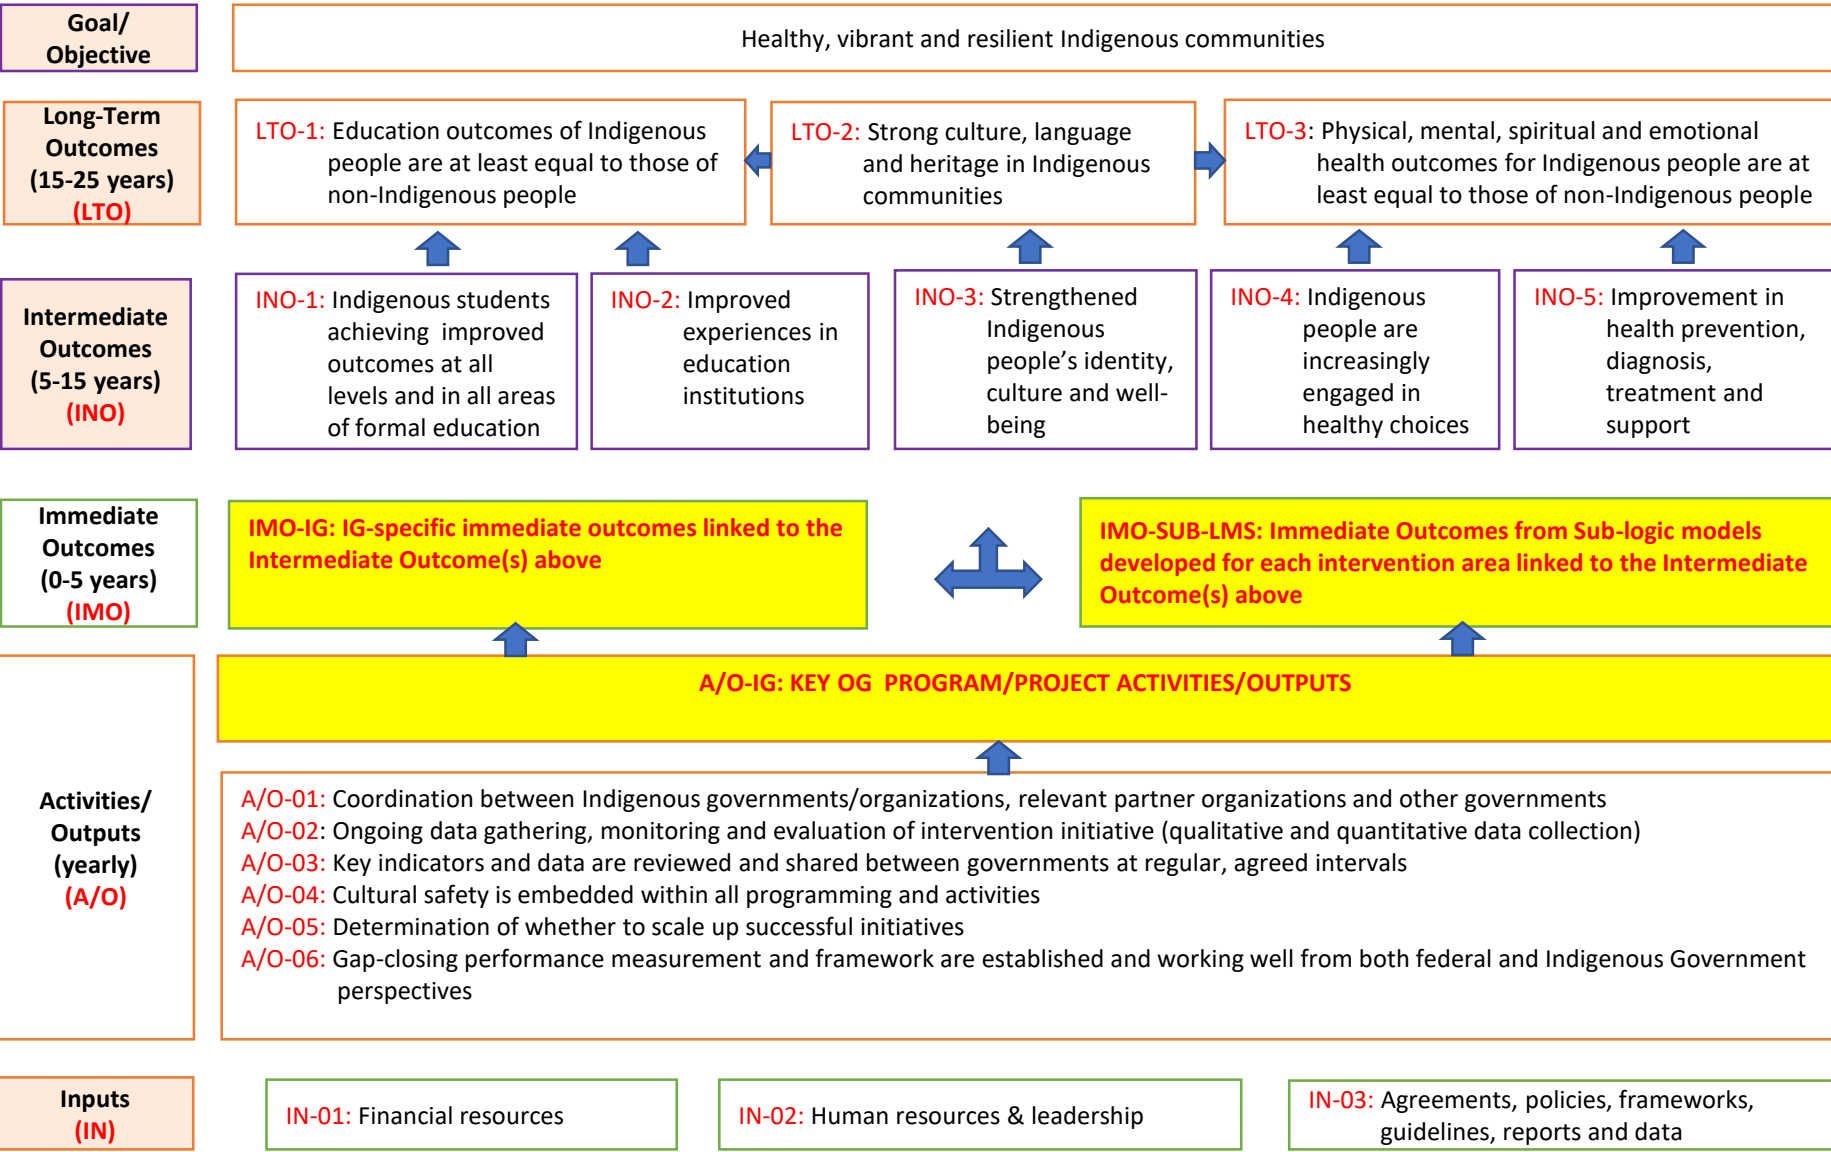 Goal/
Objective
Healthy, vibrant and resilient Indigenous communities
Long-Term
Outcomes
(15-25 years)
(LTO)
LTO-1: Education outcomes of Indigenous
people are at least equal to those of
non-Indigenous people
LTO-2: Strong culture, language
and heritage in Indigenous
communities
LTO-3: Physical, mental, spiritual and emotional
health outcomes for Indigenous people are at
least equal to those of non-Indigenous people
Intermediate
Outcomes
(5-15 years)
(INO)
INO-1: Indigenous students
achieving improved
outcomes at all
levels and in all areas
of formal education
INO-2: Improved
experiences in
education
institutions
INO-3: Strengthened
Indigenous
people’s identity,
culture and well-
being
INO-4: Indigenous
people are
increasingly
engaged in
healthy choices
INO-5: Improvement in
health prevention,
diagnosis,
treatment and
support
Immediate
Outcomes
(0-5 years)
(IMO)
IMO-IG: IG-specific immediate outcomes linked to the
Intermediate Outcome(s) above
IMO-SUB-LMS: Immediate Outcomes from Sub-logic models
developed for each intervention area linked to the Intermediate
Outcome(s) above
A/O-IG: KEY OG PROGRAM/PROJECT ACTIVITIES/OUTPUTS
Activities/
Outputs
(yearly)
(A/O)
A/O-01: Coordination between Indigenous governments/organizations, relevant partner organizations and other governments
A/O-02: Ongoing data gathering, monitoring and evaluation of intervention initiative (qualitative and quantitative data collection)
A/O-03: Key indicators and data are reviewed and shared between governments at regular, agreed intervals
A/O-04: Cultural safety is embedded within all programming and activities
A/O-05: Determination of whether to scale up successful initiatives
A/O-06: Gap-closing performance measurement and framework are established and working well from both federal and Indigenous Government
perspectives
Inputs
(IN)
IN-01: Financial resources
IN-02: Human resources & leadership
IN-03: Agreements, policies, frameworks,
guidelines, reports and data